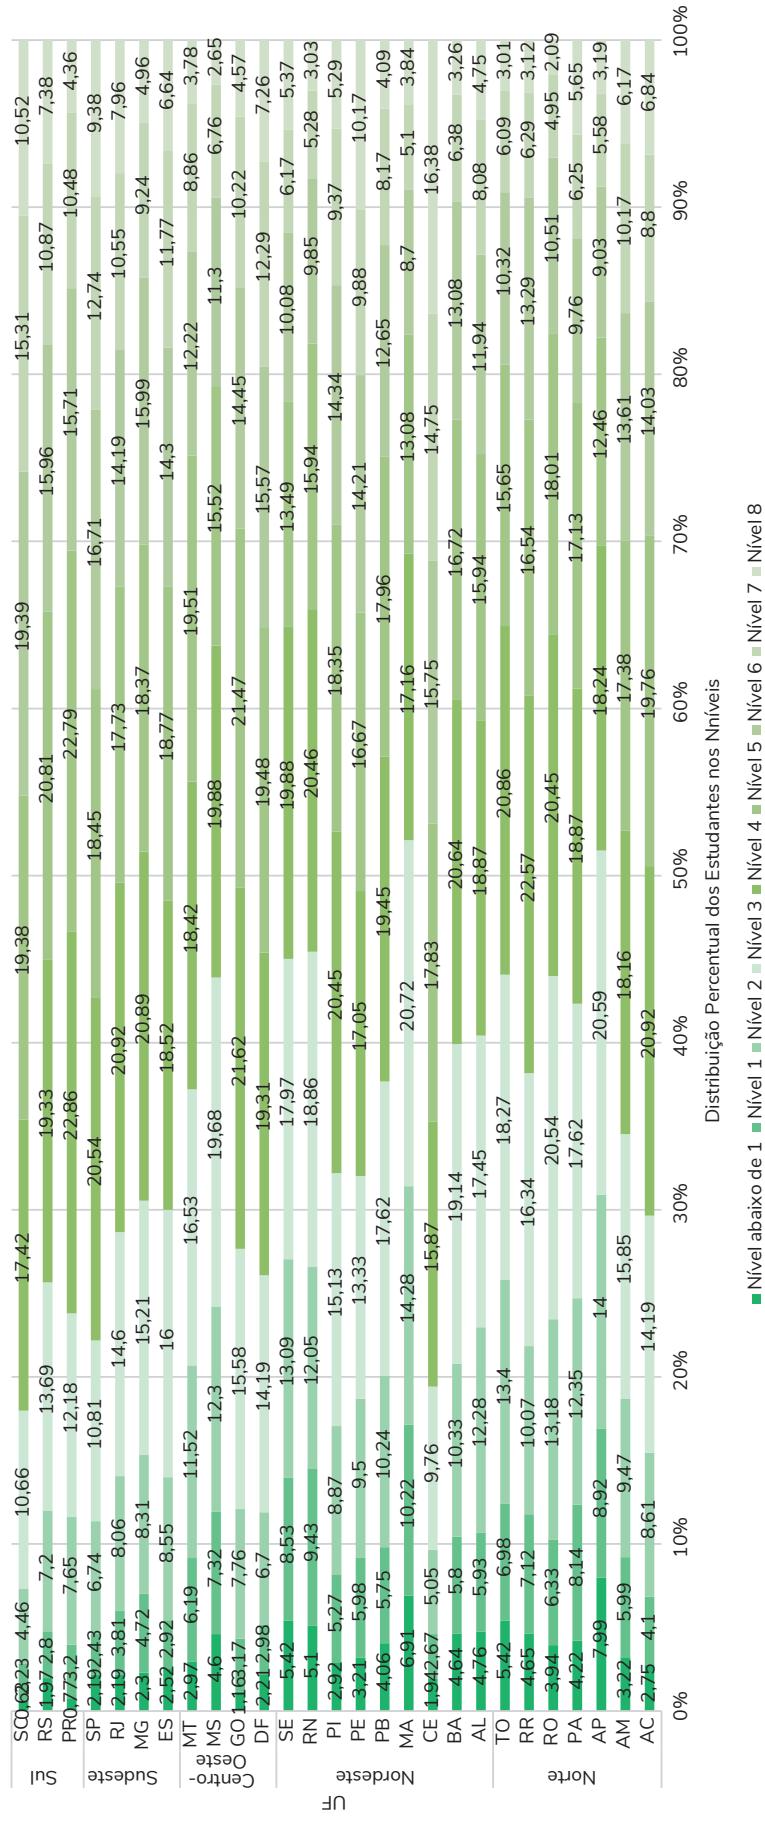 UF
Sul
SC 0,62 2,23 4,46 10,66 17,42 19,38 19,39 15,31 10,52
RS 1,97 2,8 7,2 13,69 19,33 20,81 15,96 10,87 7,38
PR 0,77 3,2 7,65 12,18 22,86 22,79 15,71 10,48 4,36
Sudeste
SP 2,19 2,43 6,74 10,81 20,54 18,45 16,71 12,74 9,38
RJ 2,19 3,81 8,06 14,6 20,92 17,73 14,19 10,55 7,96
MG 2,3 4,72 8,31 15,21 20,89 18,37 15,99 9,24 4,96
ES 2,52 2,92 8,55 16 18,52 18,77 14,3 11,77 6,64
Centro-
Oeste
MT 2,97 6,19 11,52 16,53 18,42 19,51 12,22 8,86 3,78
MS 4,6 7,32 12,3 19,68 19,88 15,52 11,3 6,76 2,65
GO 1,16 3,17 7,76 15,58 21,62 21,47 14,45 10,22 4,57
DF 2,21 2,98 6,7 14,19 19,31 19,48 15,57 12,29 7,26
Nordeste
SE 5,42 8,53 13,09 17,97 19,88 13,49 10,08 6,17 5,37
RN 5,1 9,43 12,05 18,86 20,46 15,94 9,85 5,28 3,03
PI 2,92 5,27 8,87 15,13 20,45 18,35 14,34 9,37 5,29
PE 3,21 5,98 9,5 13,33 17,05 16,67 14,21 9,88 10,17
PB 4,06 5,75 10,24 17,62 19,45 17,96 12,65 8,17 4,09
MA 6,91 10,22 14,28 20,72 17,16 13,08 8,7 5,1 3,84
CE 1,94 2,67 5,05 9,76 15,87 17,83 15,75 14,75 16,38
BA 4,64 5,8 10,33 19,14 20,64 16,72 13,08 6,38 3,26
AL 4,76 5,93 12,28 17,45 18,87 15,94 11,94 8,08 4,75
Norte
TO 5,42 6,98 13,4 18,27 20,86 15,65 10,32 6,09 3,01
RR 4,65 7,12 10,07 16,34 22,57 16,54 13,29 6,29 3,12
RO 3,94 6,33 13,18 20,54 20,45 18,01 10,51 4,95 2,09
PA 4,22 8,14 12,35 17,62 18,87 17,13 9,76 6,25 5,65
AP 7,99 8,92 14 20,59 18,24 12,46 9,03 5,58 3,19
AM 3,22 5,99 9,47 15,85 18,16 17,38 13,61 10,17 6,17
AC 2,75 4,1 8,61 14,19 20,92 19,76 14,03 8,8 6,84
0% 10% 20% 30% 40% 50% 60% 70% 80% 90% 100%
Distribuição Percentual dos Estudantes nos Nníveis
Nível abaixo de 1 Nível 1 Nível 2 Nível 3 Nível 4 Nível 5 Nível 6 Nível 7 Nível 8